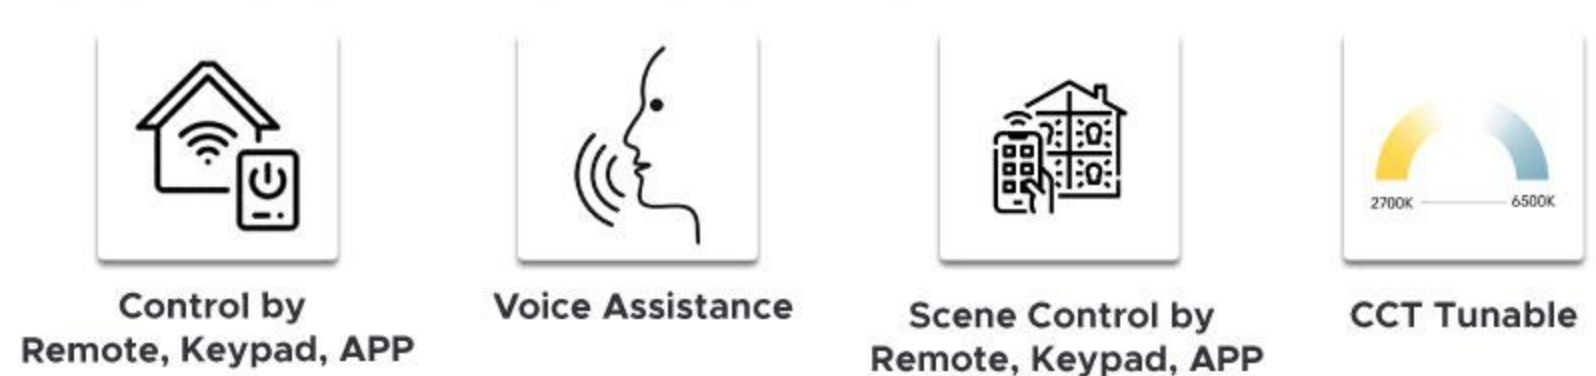 Control by
Remote, Keypad, APP
Voice Assistance
Scene Control by
Remote, Keypad, APP
2700K
6500K
CCT Tunable